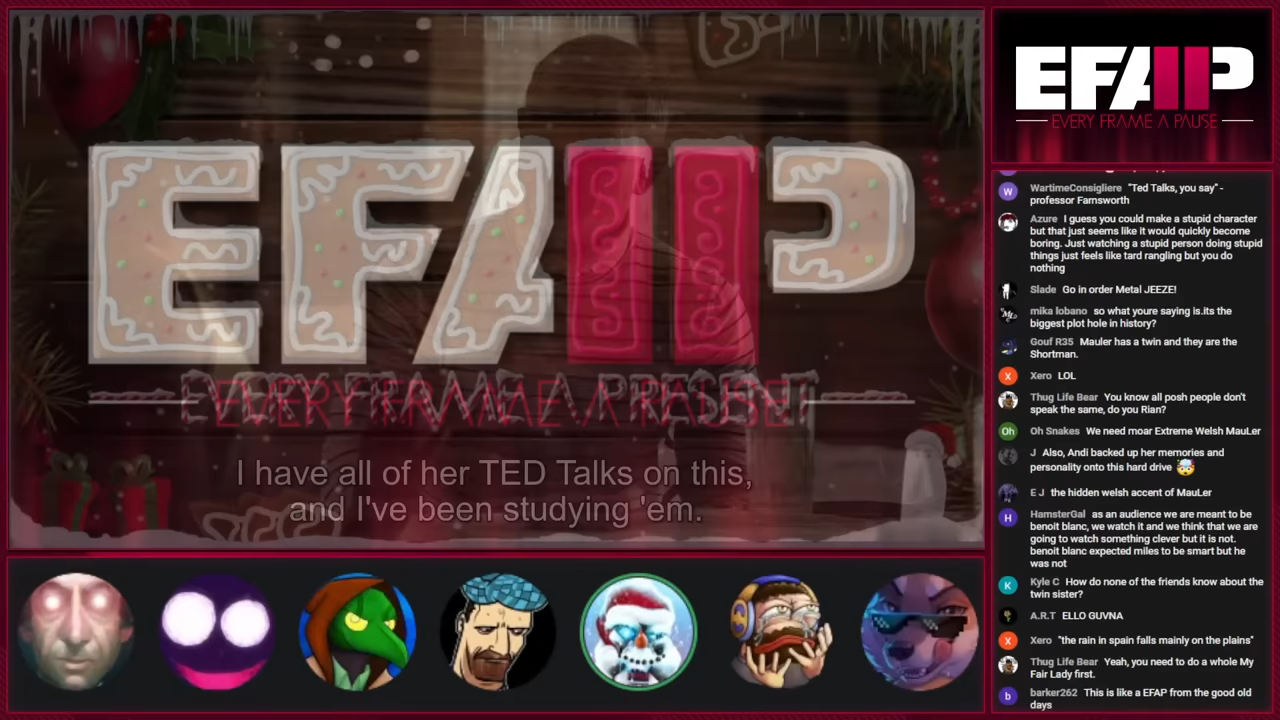 EFAP
EVERY FRAME A PAUSE
I have all of her TED Talks on this,
and I've been studying 'em.
EFAP
EVERY FRAME A PAUSE
W
WartimeConsigliere "Ted Talks, you say" -
professor Farnsworth
Azure I guess you could make a stupid character
but that just seems like it would quickly become
boring. Just watching a stupid person doing stupid
things just feels like tard rangling but you do
nothing
Slade Go in order Metal JEEZE!
mika lobano so what youre saying is.its the
biggest plot hole in history?
Gouf R35 Mauler has a twin and they are the
Shortman.
X
Xero LOL
Thug Life Bear You know all posh people don't
speak the same, do you Rian?
Oh
Oh Snakes We need moar Extreme Welsh MauLer
J Also, Andi backed up her memories and
personality onto this hard drive 🤯
E J the hidden welsh accent of MauLer
H
HamsterGal as an audience we are meant to be
benoit blanc, we watch it and we think that we are
going to watch something clever but it is not.
benoit blanc expected miles to be smart but he
was not
K
Kyle C How do none of the friends know about the
twin sister?
A.R.T ELLO GUVNA
X
Xero "the rain in spain falls mainly on the plains"
Thug Life Bear Yeah, you need to do a whole My
Fair Lady first.
b
barker262 This is like a EFAP from the good old
days